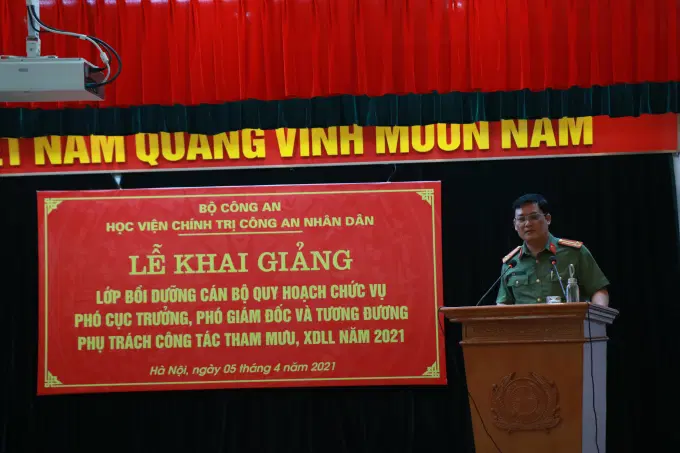 NAM QUANG VINH MUÔN NĂM
BỘ CÔNG AN
HỌC VIỆN CHÍNH TRỊ CÔNG AN NHÂN DÂN
LỄ KHAI GIẢNG
LỚP BỒI DƯỠNG CÁN BỘ QUY HOẠCH CHỨC VỤ
PHÓ CỤC TRƯỞNG, PHÓ GIÁM ĐỐC VÀ TƯƠNG ĐƯƠNG
PHỤ TRÁCH CÔNG TÁC THAM MƯU, XDLL NĂM 2021
Hà Nội, ngày 05 tháng 4 năm 2021